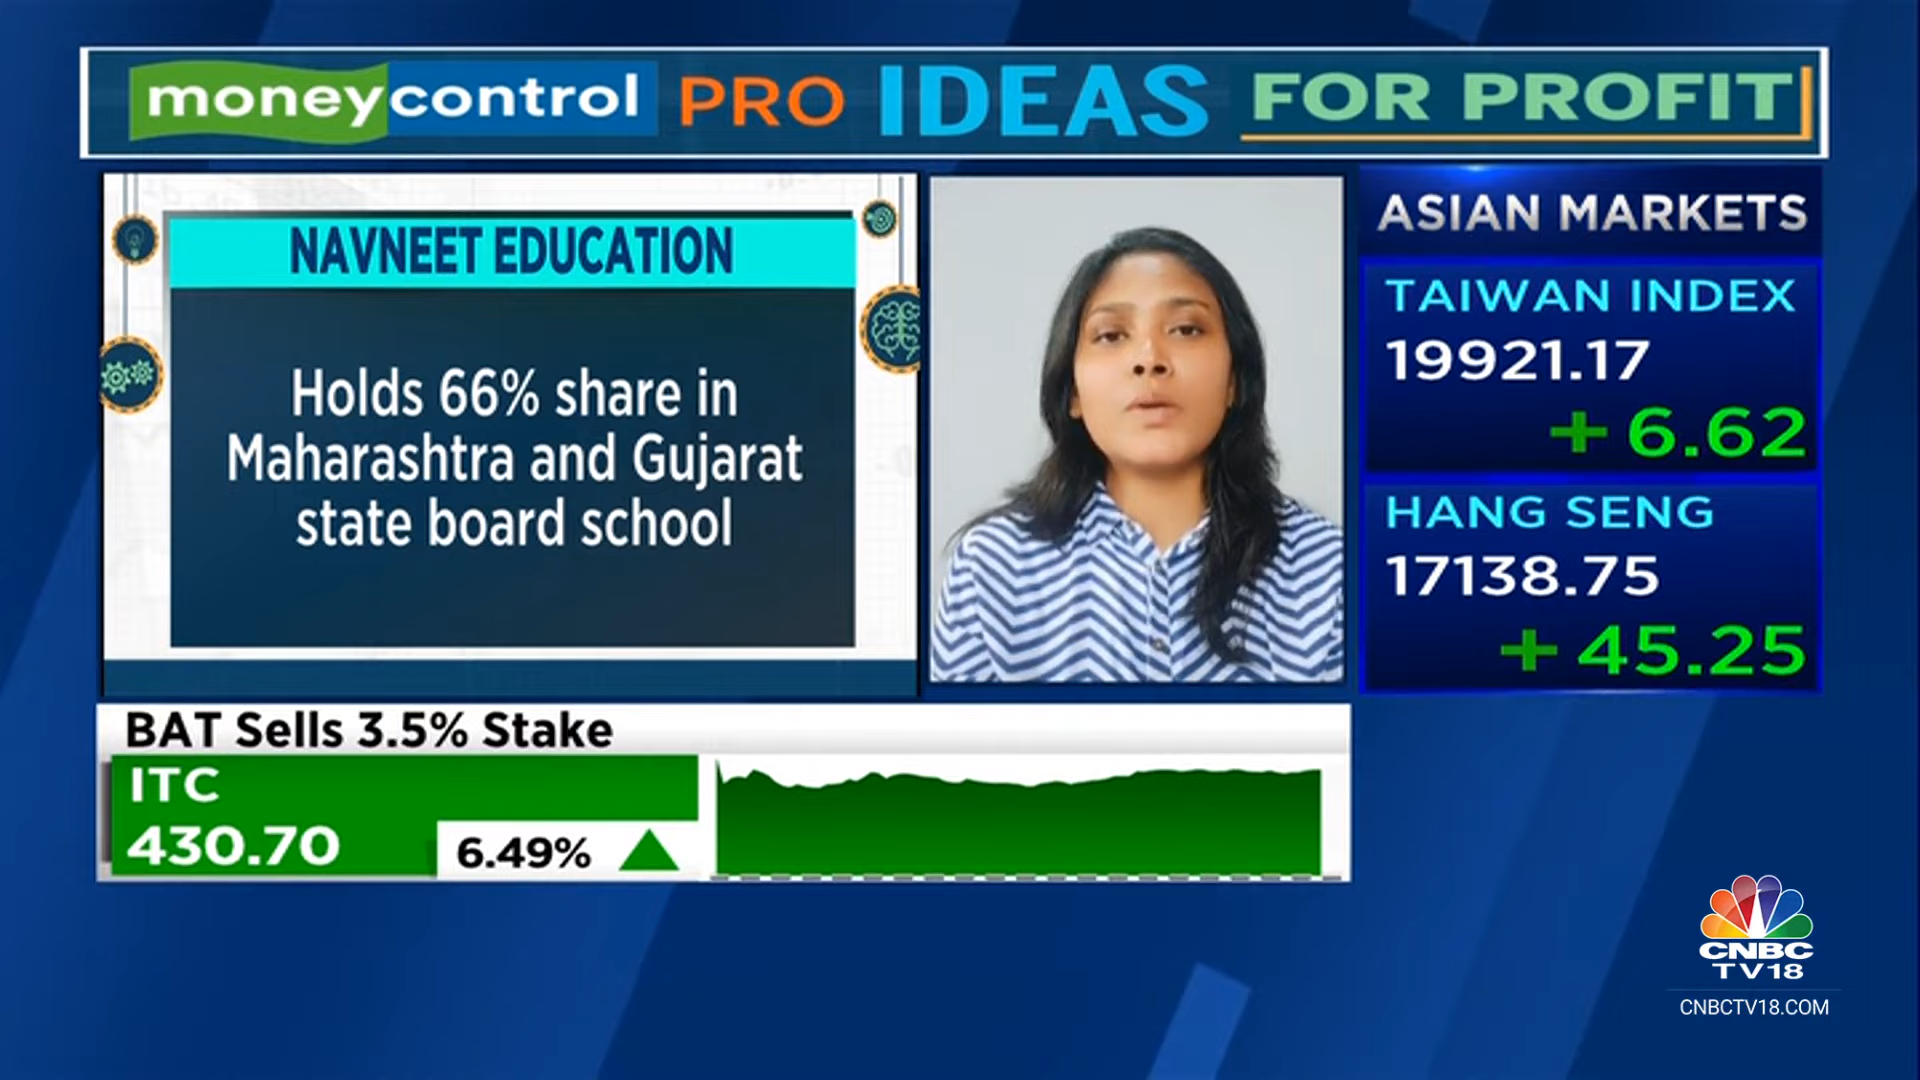 moneycontrol PRO IDEAS FOR PROFIT
NAVNEET EDUCATION
Holds 66% share in
Maharashtra and Gujarat
state board school
ASIAN MARKETS
TAIWAN INDEX
19921.17
+ 6.62
HANG SENG
17138.75
+ 45.25
BAT Sells 3.5% Stake
ITC
430.70
6.49%
CNBC
TV18
CNBCTV18.COM